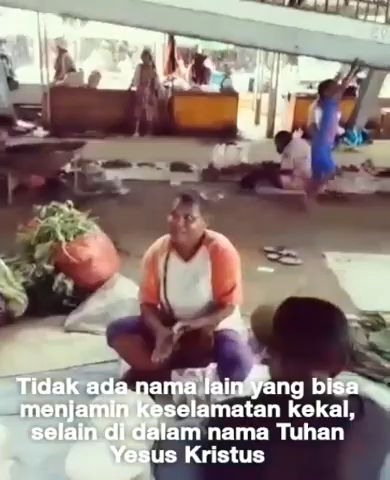 Tidak ada nama lain yang bisa
menjamin keselamatan kekal,
selain di dalam nama Tuhan
Yesus Kristus